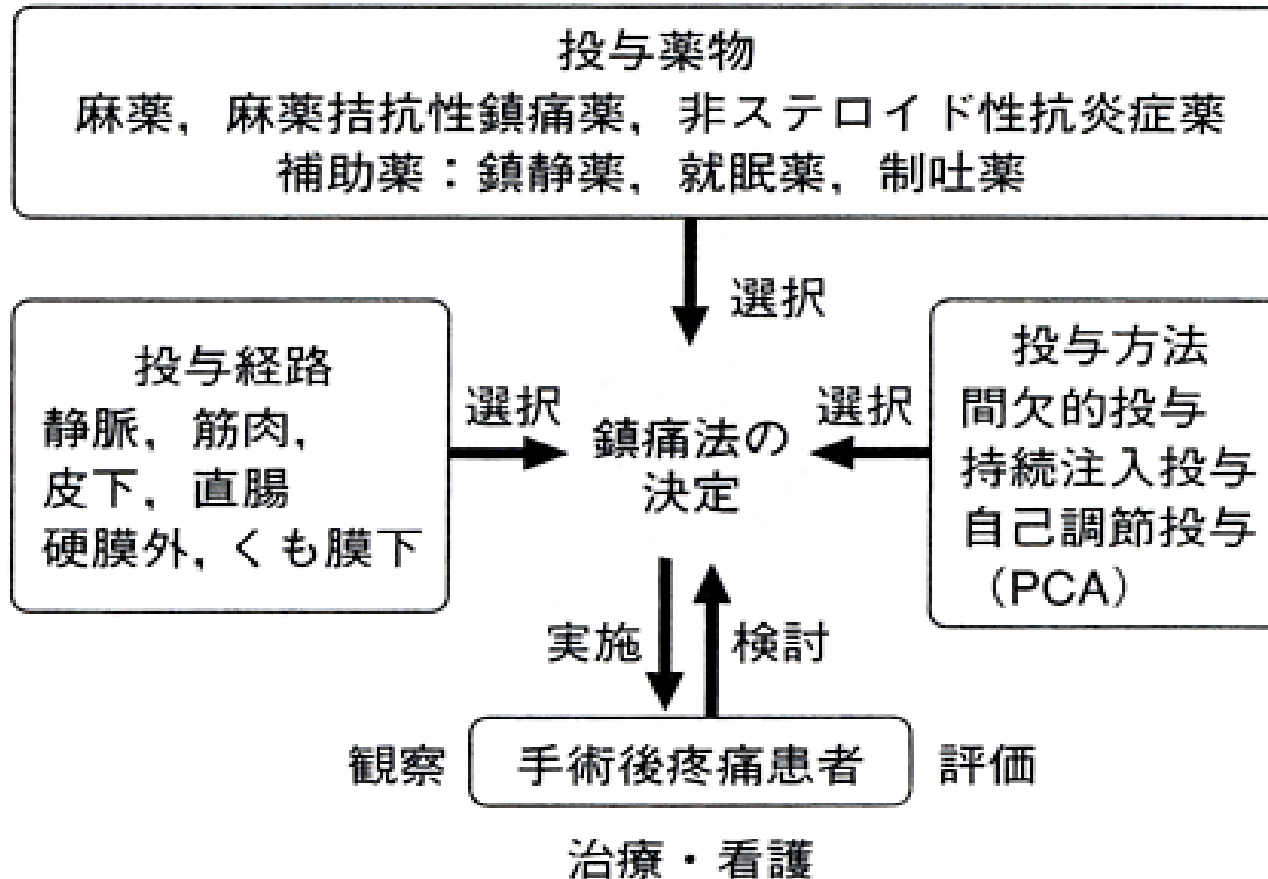 投与薬物
麻薬，麻薬拮抗性鎮痛薬，非ステロイド性抗炎症薬
補助薬：鎮静薬，就眠薬，制吐薬
選択
投与経路
静脈，筋肉，
皮下，直腸
硬膜外，くも膜下
選択
鎮痛法の
決定
選択
投与方法
間欠的投与
持続注入投与
自己調節投与
（PCA）
実施
検討
観察
手術後疼痛患者
評価
治療・看護